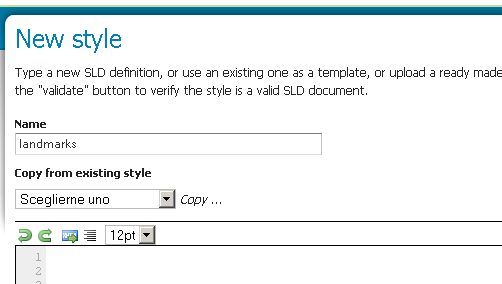 New style
Type a new SLD definition, or use an existing one as a template, or upload a ready made
the "validate" button to verify the style is a valid SLD document.
Name
landmarks
Copy from existing style
Sceglierne uno Copy ...
12pt
1
2
3